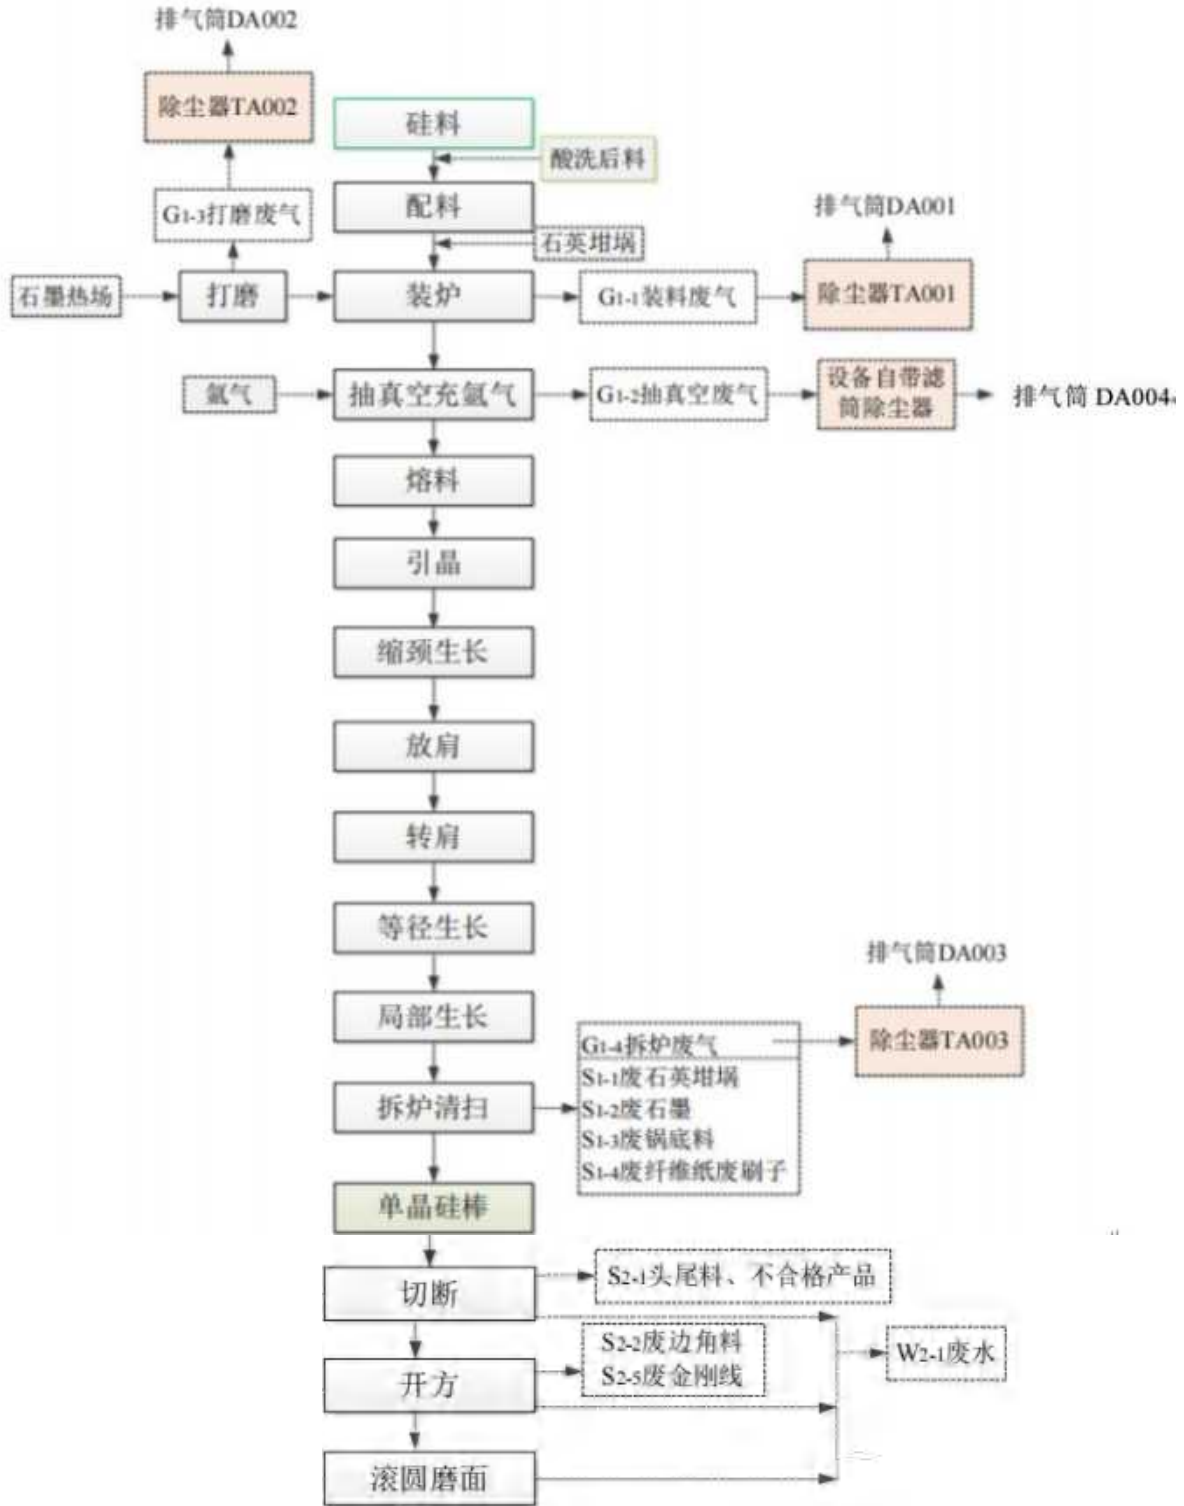 排气筒DA002
除尘器TA002
硅料
酸洗后料
G1-3打磨废气
配料
排气筒DA001
石英坩埚
石墨热场
打磨
装炉
G1-1装料废气
除尘器TA001
氩气
抽真空充氩气
G1-2抽真空废气
设备自带滤
筒除尘器
排气筒 DA004
熔料
引晶
缩颈生长
放肩
转肩
等径生长
排气筒DA003
局部生长
G1-4拆炉废气
除尘器TA003
S1-1废石英坩埚
拆炉清扫
S1-2废石墨
S1-3废锅底料
S1-4废纤维纸废刷子
单晶硅棒
切断
S2-1头尾料、不合格产品
S2-2废边角料
W2-1废水
开方
S2-5废金刚线
滚圆磨面